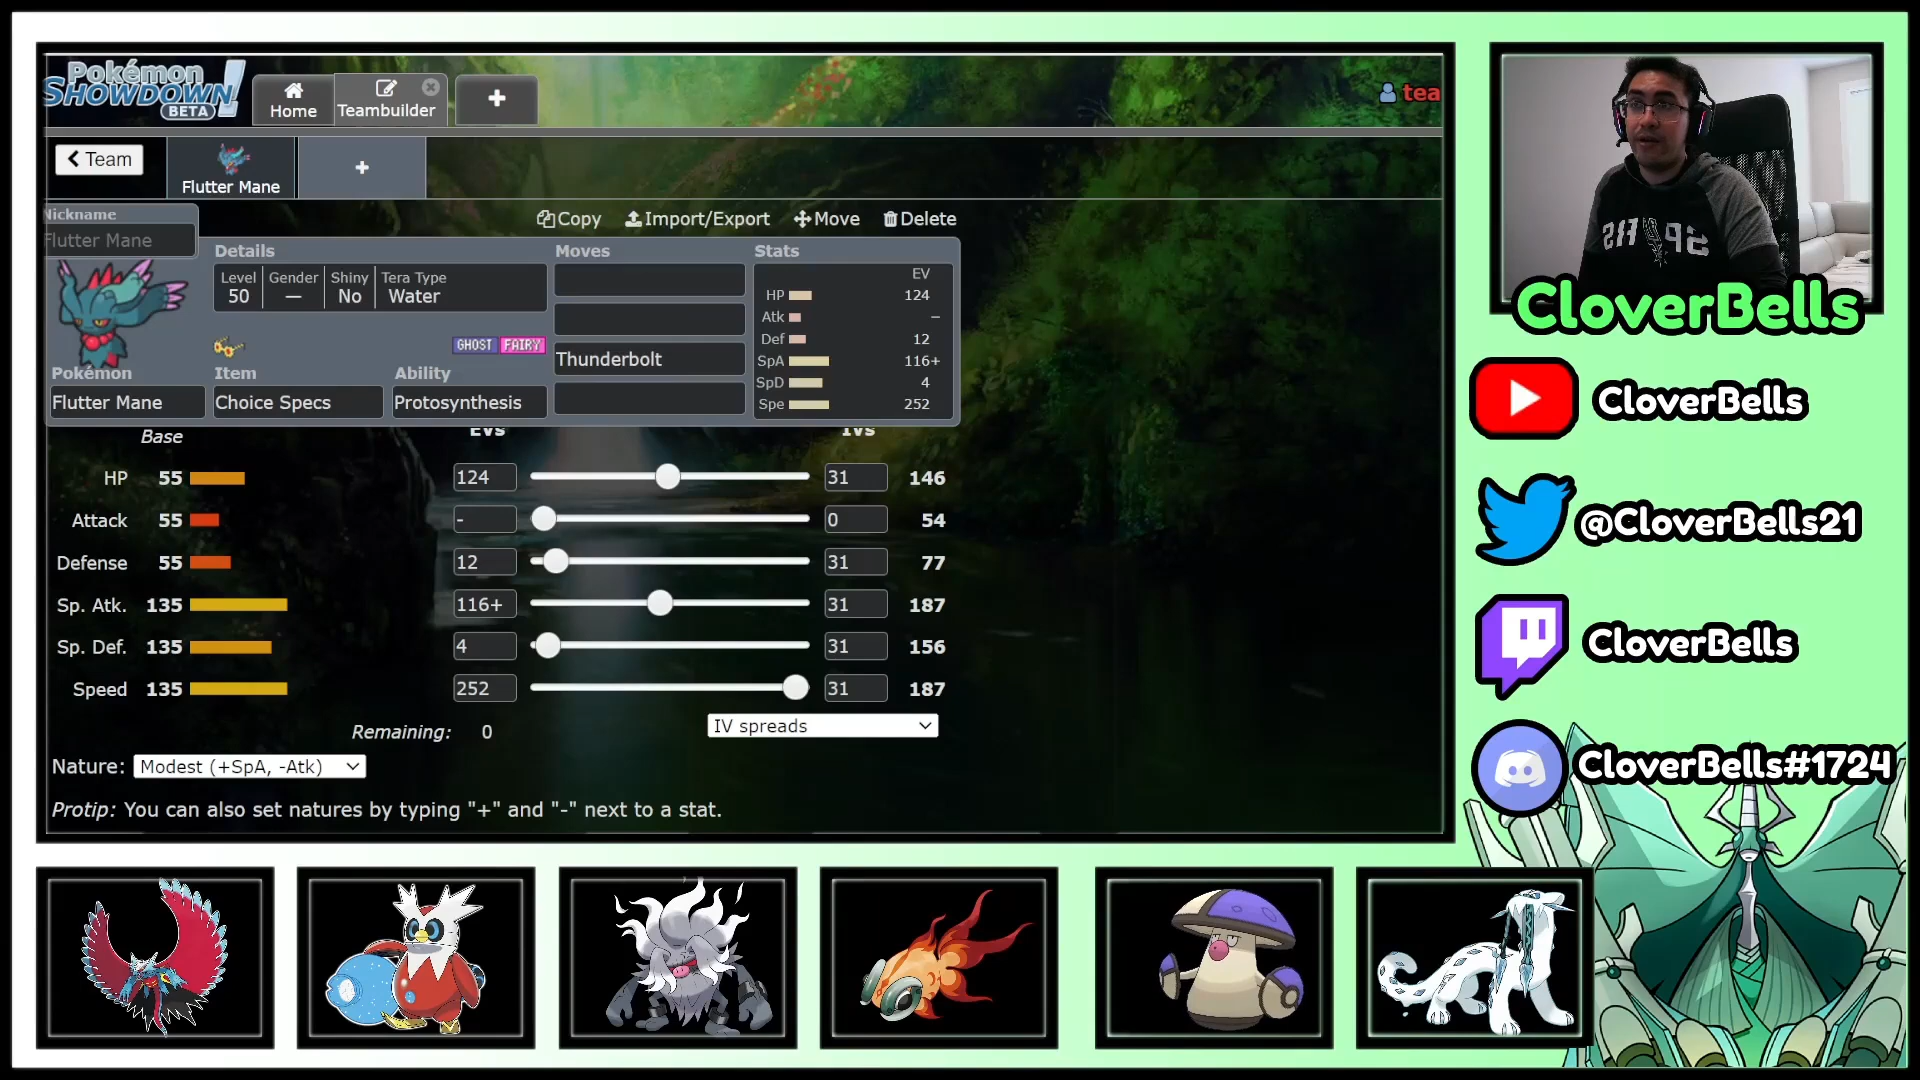 Pokémon
SHOWDOWN!
BETA
Home
Teambuilder
tea
Team
Flutter Mane
Nickname
Flutter Mane
Copy
Import/Export
Move
Delete
Details
Moves
Stats
Level
Gender
Shiny
Tera Type
50
—
No
Water
EV
HP 124
Atk –
Def 12
SpA 116+
SpD 4
Spe 252
GHOST FAIRY
Thunderbolt
Pokémon
Item
Ability
Flutter Mane
Choice Specs
Protosynthesis
Base
EVs
IVs
HP 55 124 31 146
Attack 55 - 0 54
Defense 55 12 31 77
Sp. Atk. 135 116+ 31 187
Sp. Def. 135 4 31 156
Speed 135 252 31 187
Remaining: 0
IV spreads
Nature: Modest (+SpA, -Atk)
Protip: You can also set natures by typing "+" and "-" next to a stat.
CloverBells
CloverBells
@CloverBells21
CloverBells
CloverBells#1724